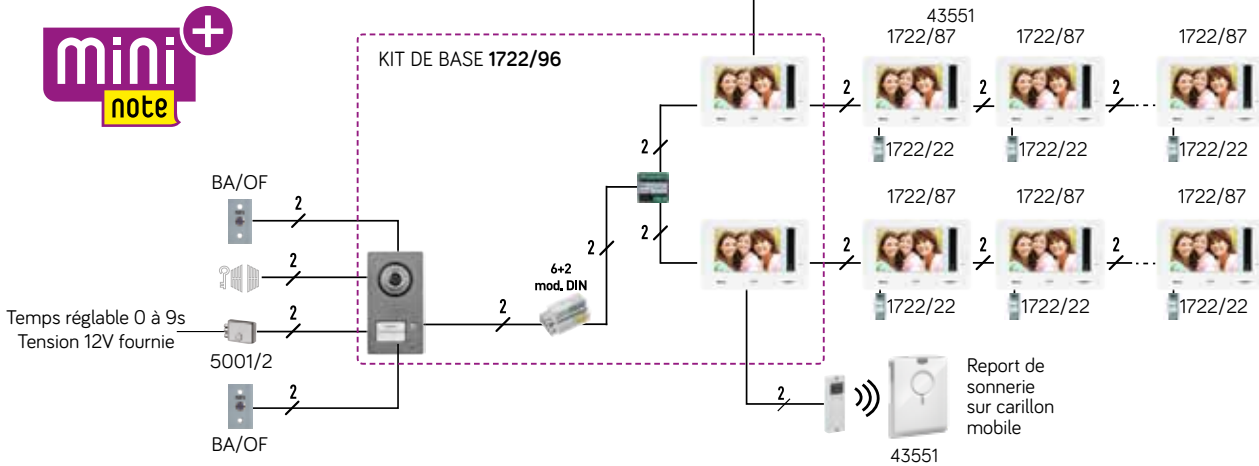 mini+
note
KIT DE BASE 1722/96
43551
1722/87
1722/87
1722/87
2
2
2
2
1722/22
1722/22
1722/22
BA/OF
2
2
2
2
1722/87
1722/87
1722/87
2
2
2
6+2
mod. DIN
2
2
Temps réglable 0 à 9s
Tension 12V fournie
5001/2
1722/22
1722/22
1722/22
2
BA/OF
2
Report de
sonnerie
sur carillon
mobile
43551